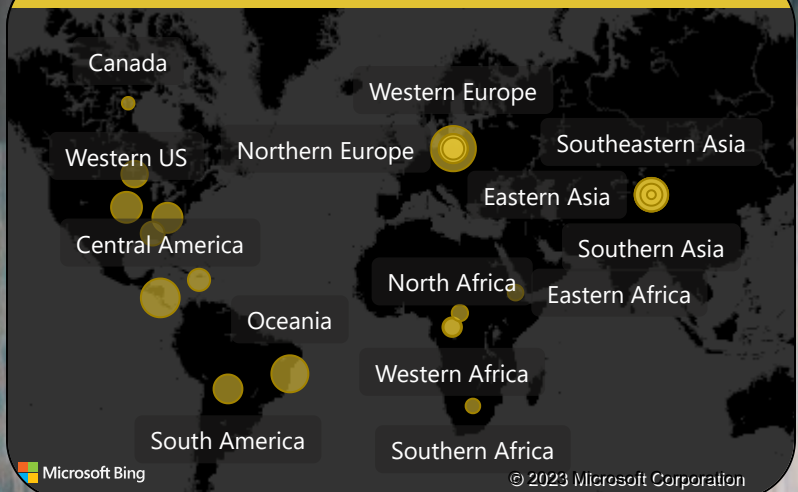 Canada
Western Europe
Southeastern Asia
Northern Europe
Western US
Eastern Asia
Central America
Southern Asia
North Africa
Eastern Africa
Oceania
Western Africa
South America
Southern Africa
Microsoft Bing
© 2023 Microsoft Corporation